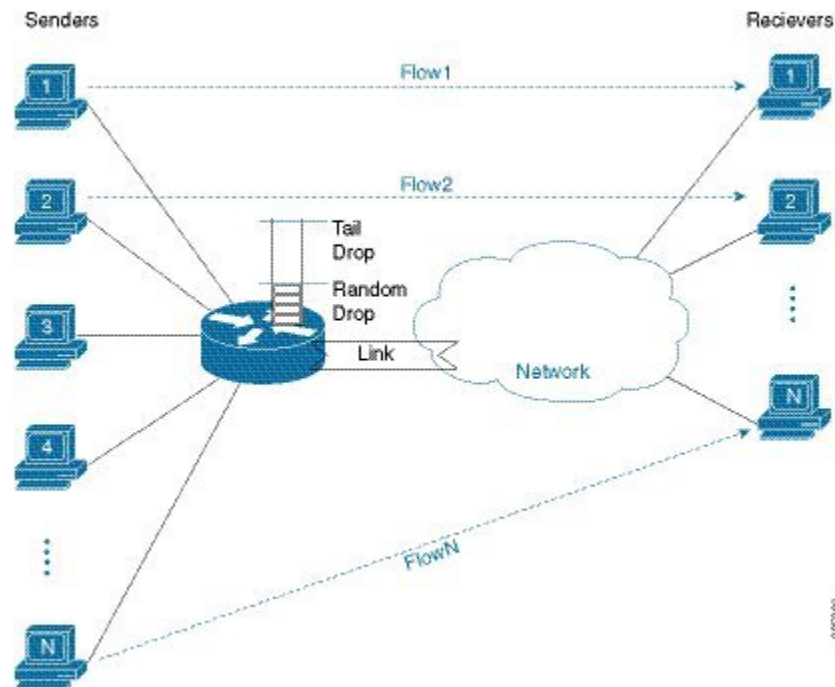 Senders
Recievers
1
Flow1
1
2
Flow2
2
Tail
Drop
Random
Drop
3
Link
Network
N
4
FlowN
N